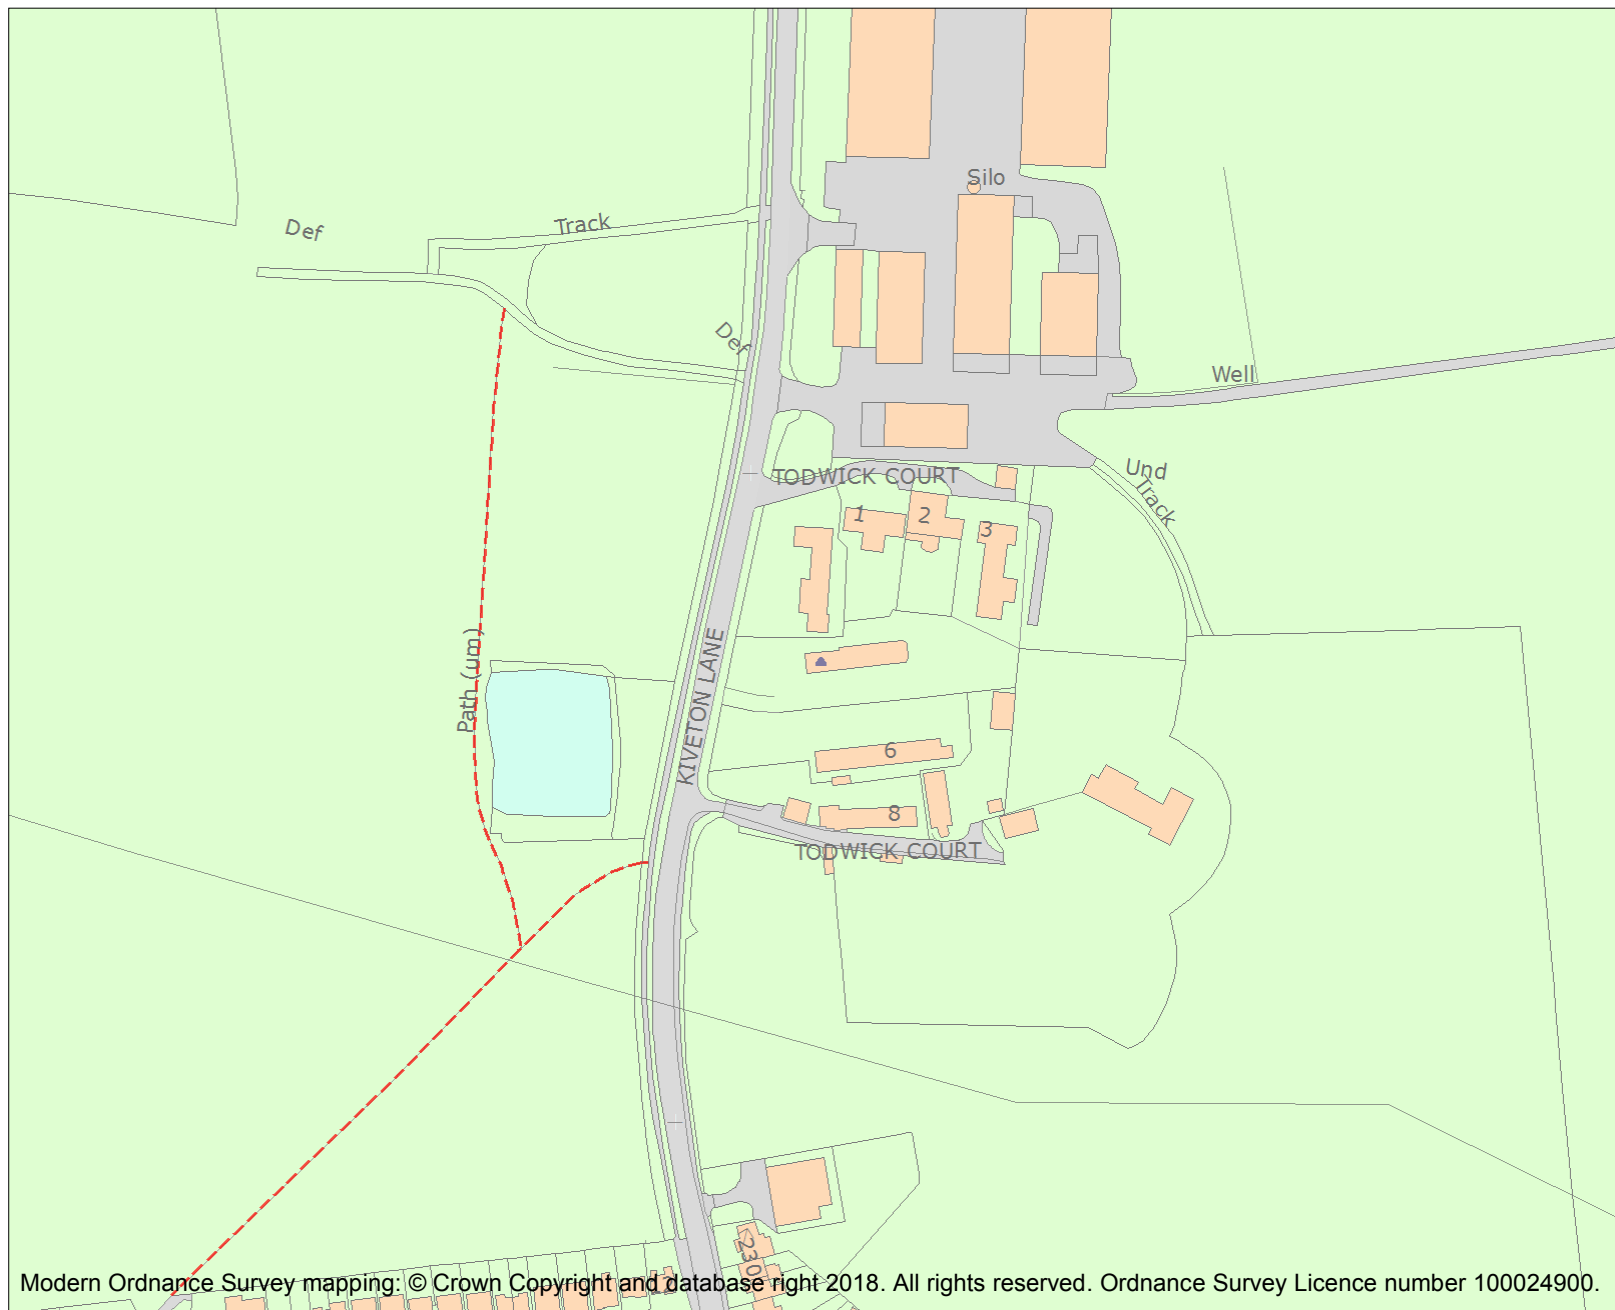 Silo
Def
Track
Def
Well
TODWICK COURT
Und
Track
1
2
3
KIVETON LANE
Path (um)
6
8
TODWICK COURT
230
12
Modern Ordnance Survey mapping: © Crown Copyright and database right 2018. All rights reserved. Ordnance Survey Licence number 100024900.